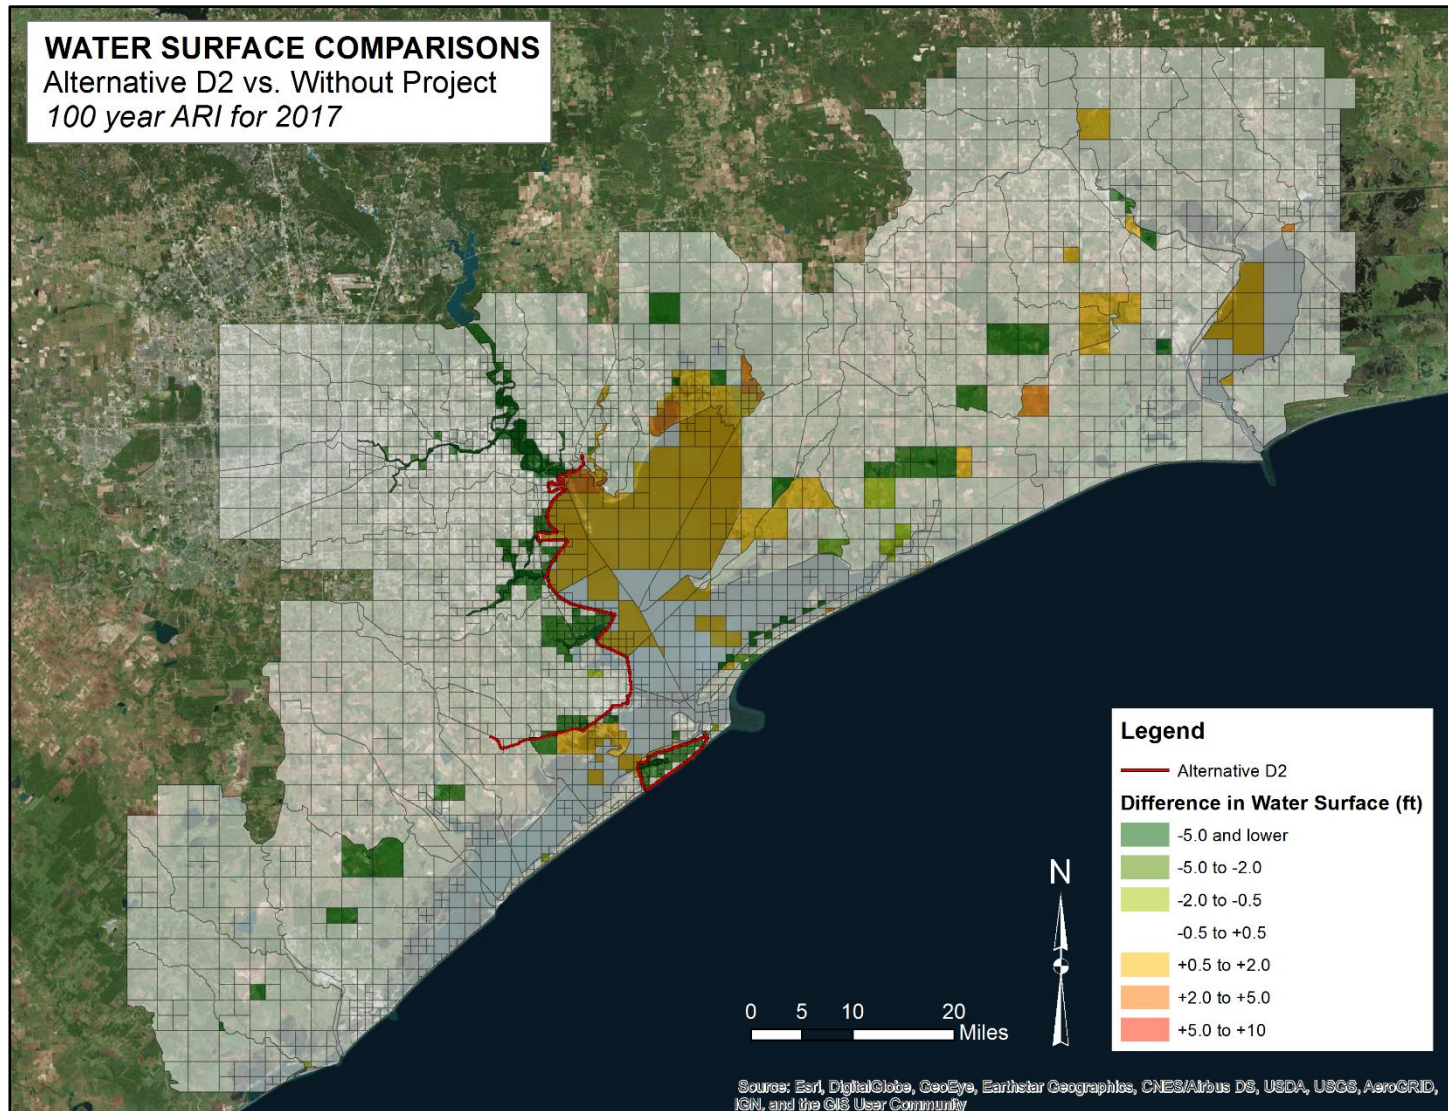 WATER SURFACE COMPARISONS
Alternative D2 vs. Without Project
100 year ARI for 2017
Legend
Alternative D2
Difference in Water Surface (ft)
-5.0 and lower
-5.0 to -2.0
-2.0 to -0.5
-0.5 to +0.5
+0.5 to +2.0
+2.0 to +5.0
+5.0 to +10
N
0 5 10 20
Miles
Source: Esri, DigitalGlobe, GeoEye, Earthstar Geographics, CNES/Airbus DS, USDA, USGS, AeroGRID,
IGN, and the GIS User Community